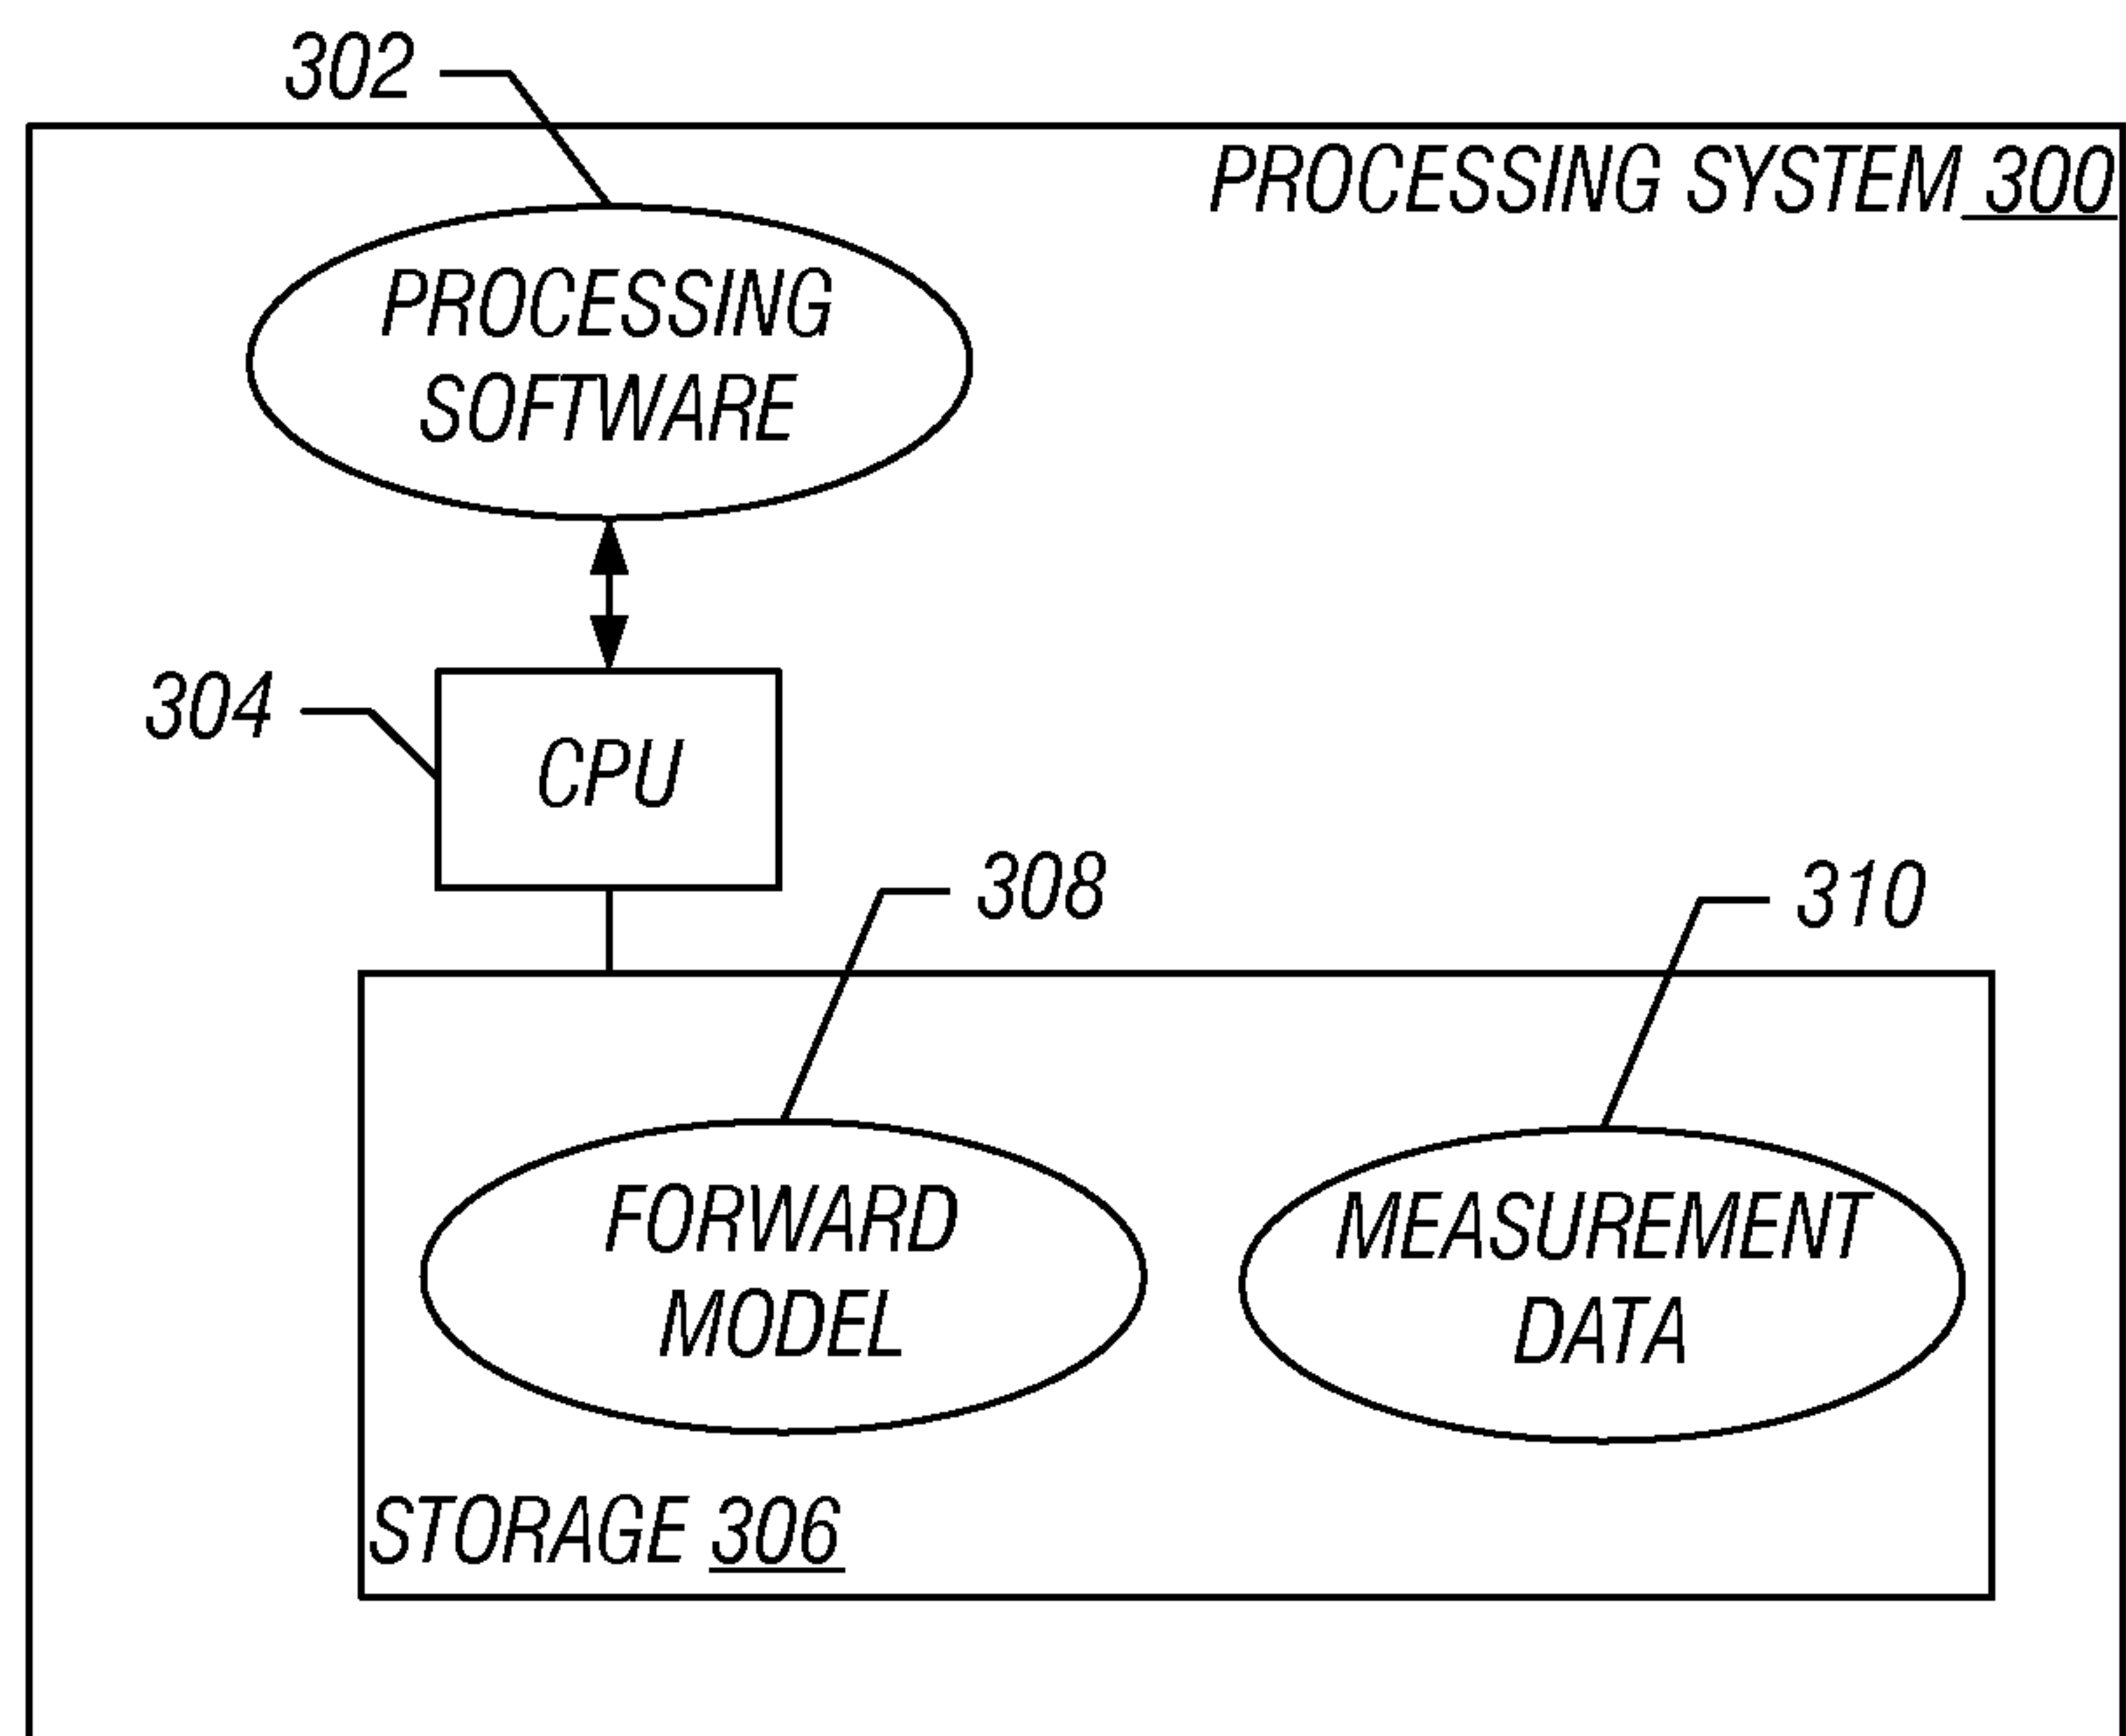 302
PROCESSING SYSTEM 300
PROCESSING
SOFTWARE
304
CPU
308
310
FORWARD
MODEL
MEASUREMENT
DATA
STORAGE 306